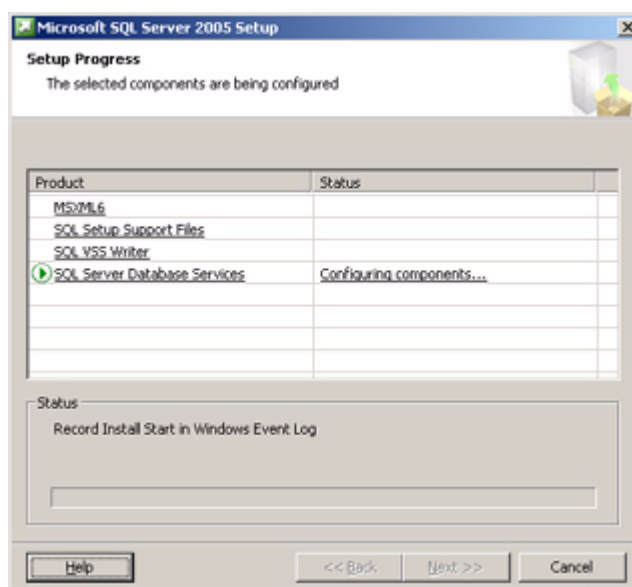 Microsoft SQL Server 2005 Setup
Setup Progress
The selected components are being configured
Product Status
MSXML6
SQL Setup Support Files
SQL VSS Writer
SQL Server Database Services Configuring components...
Status
Record Install Start in Windows Event Log
Help << Back Next >> Cancel